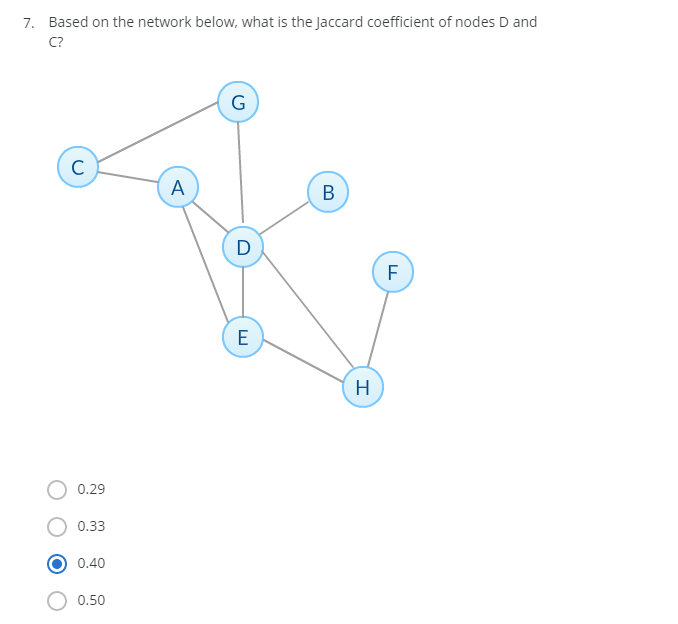 7. Based on the network below, what is the Jaccard coefficient of nodes D and
C?
G
C
A
B
D
F
E
H
0.29
0.33
0.40
0.50